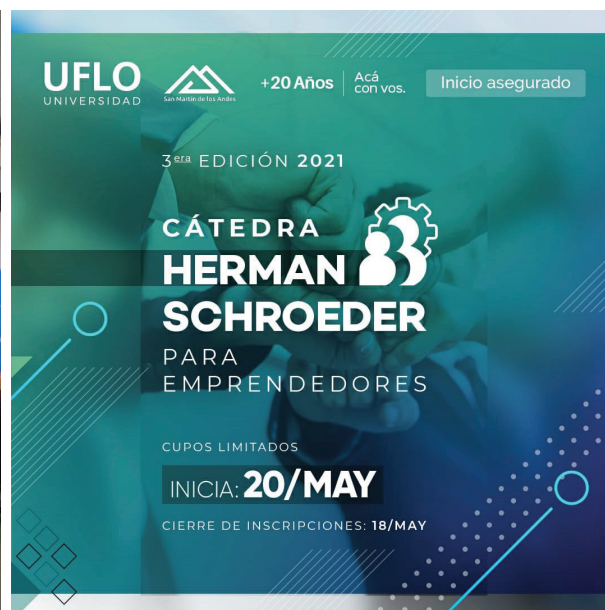 UFLO
UNIVERSIDAD
San Martín de los Andes
+20 Años
Acá
con vos.
Inicio asegurado
3era EDICIÓN 2021
CÁTEDRA
HERMAN
SCHROEDER
PARA
EMPRENDEDORES
CUPOS LIMITADOS
INICIA: 20/MAY
CIERRE DE INSCRIPCIONES: 18/MAY